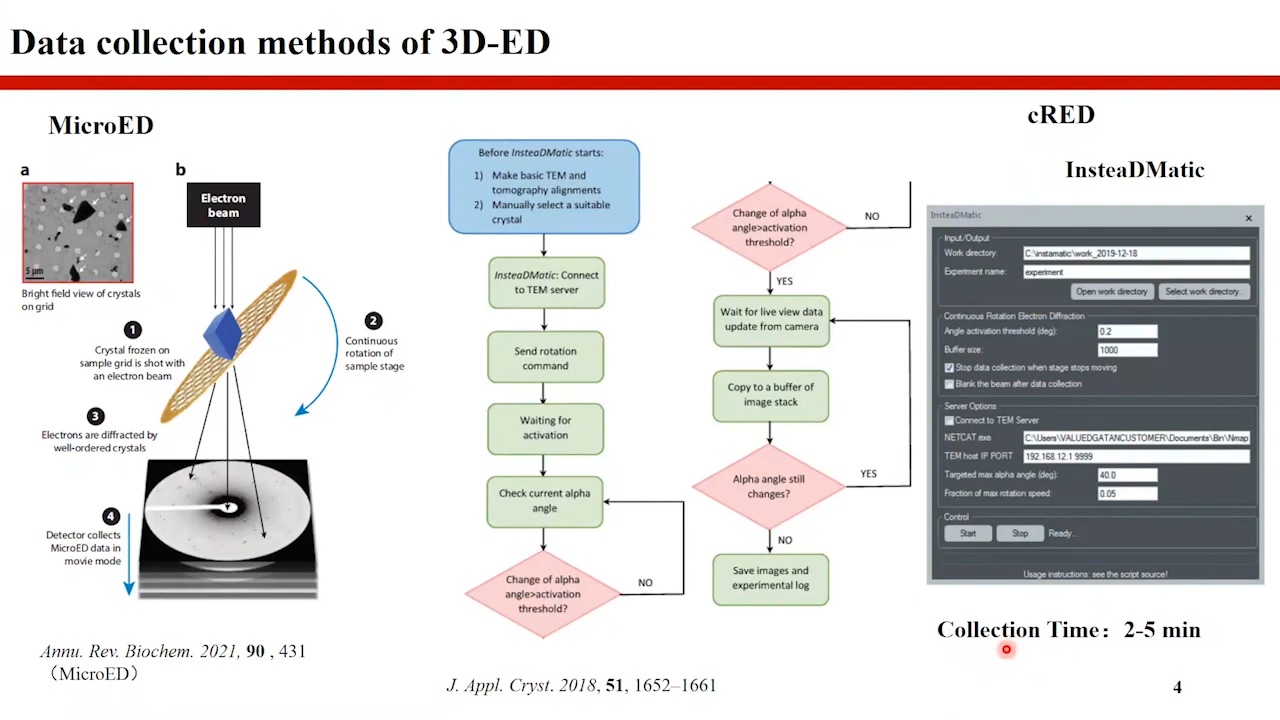 Data collection methods of 3D-ED
MicroED
a
b
5 μm
Bright field view of crystals
on grid
Electron
beam
1
Crystal frozen on
sample grid is shot with
an electron beam
2
Continuous
rotation of
sample stage
3
Electrons are diffracted by
well-ordered crystals
4
Detector collects
MicroED data in
movie mode
Annu. Rev. Biochem. 2021, 90 , 431
（MicroED）
Before InsteaDMatic starts:
1) Make basic TEM and
tomography alignments
2) Manually select a suitable
crystal
InsteaDMatic: Connect
to TEM server
Send rotation
command
Waiting for
activation
Check current alpha
angle
Change of alpha
angle>activation
threshold?
NO
Change of alpha
angle>activation
threshold?
NO
YES
Wait for live view data
update from camera
Copy to a buffer of
image stack
Alpha angle still
changes?
YES
NO
Save images and
experimental log
J. Appl. Cryst. 2018, 51, 1652–1661
cRED
InsteaDMatic
InsteaDMatic
Input/Output
Work directory: C:\instamatic\work_2019-12-18
Experiment name: experiment
Open work directory Select work directory...
Continuous Rotation Electron Diffraction
Angle activation threshold (deg): 0.2
Buffer size: 1000
Stop data collection when stage stops moving
Blank the beam after data collection
Server Options
Connect to TEM Server
NETCAT.exe C:\Users\VALUEDGATANCUSTOMER\Documents\Bin\Nmap
TEM host IP PORT 192.168.12.1 9999
Targeted max alpha angle (deg): 40.0
Fraction of max rotation speed: 0.05
Control
Start Stop Ready...
Usage instructions: see the script source!
Collection Time：2-5 min
4